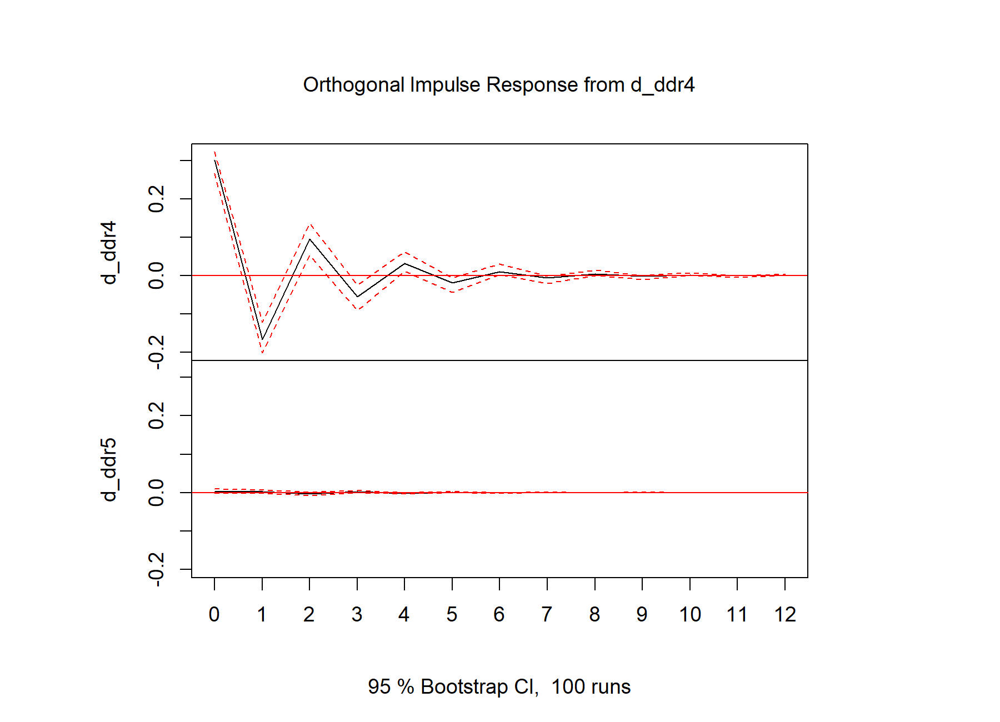 Orthogonal Impulse Response from d_ddr4
d_ddr4
0.2
0.0
-0.2
d_ddr5
0.2
0.0
-0.2
0 1 2 3 4 5 6 7 8 9 10 11 12
95 % Bootstrap CI,  100 runs